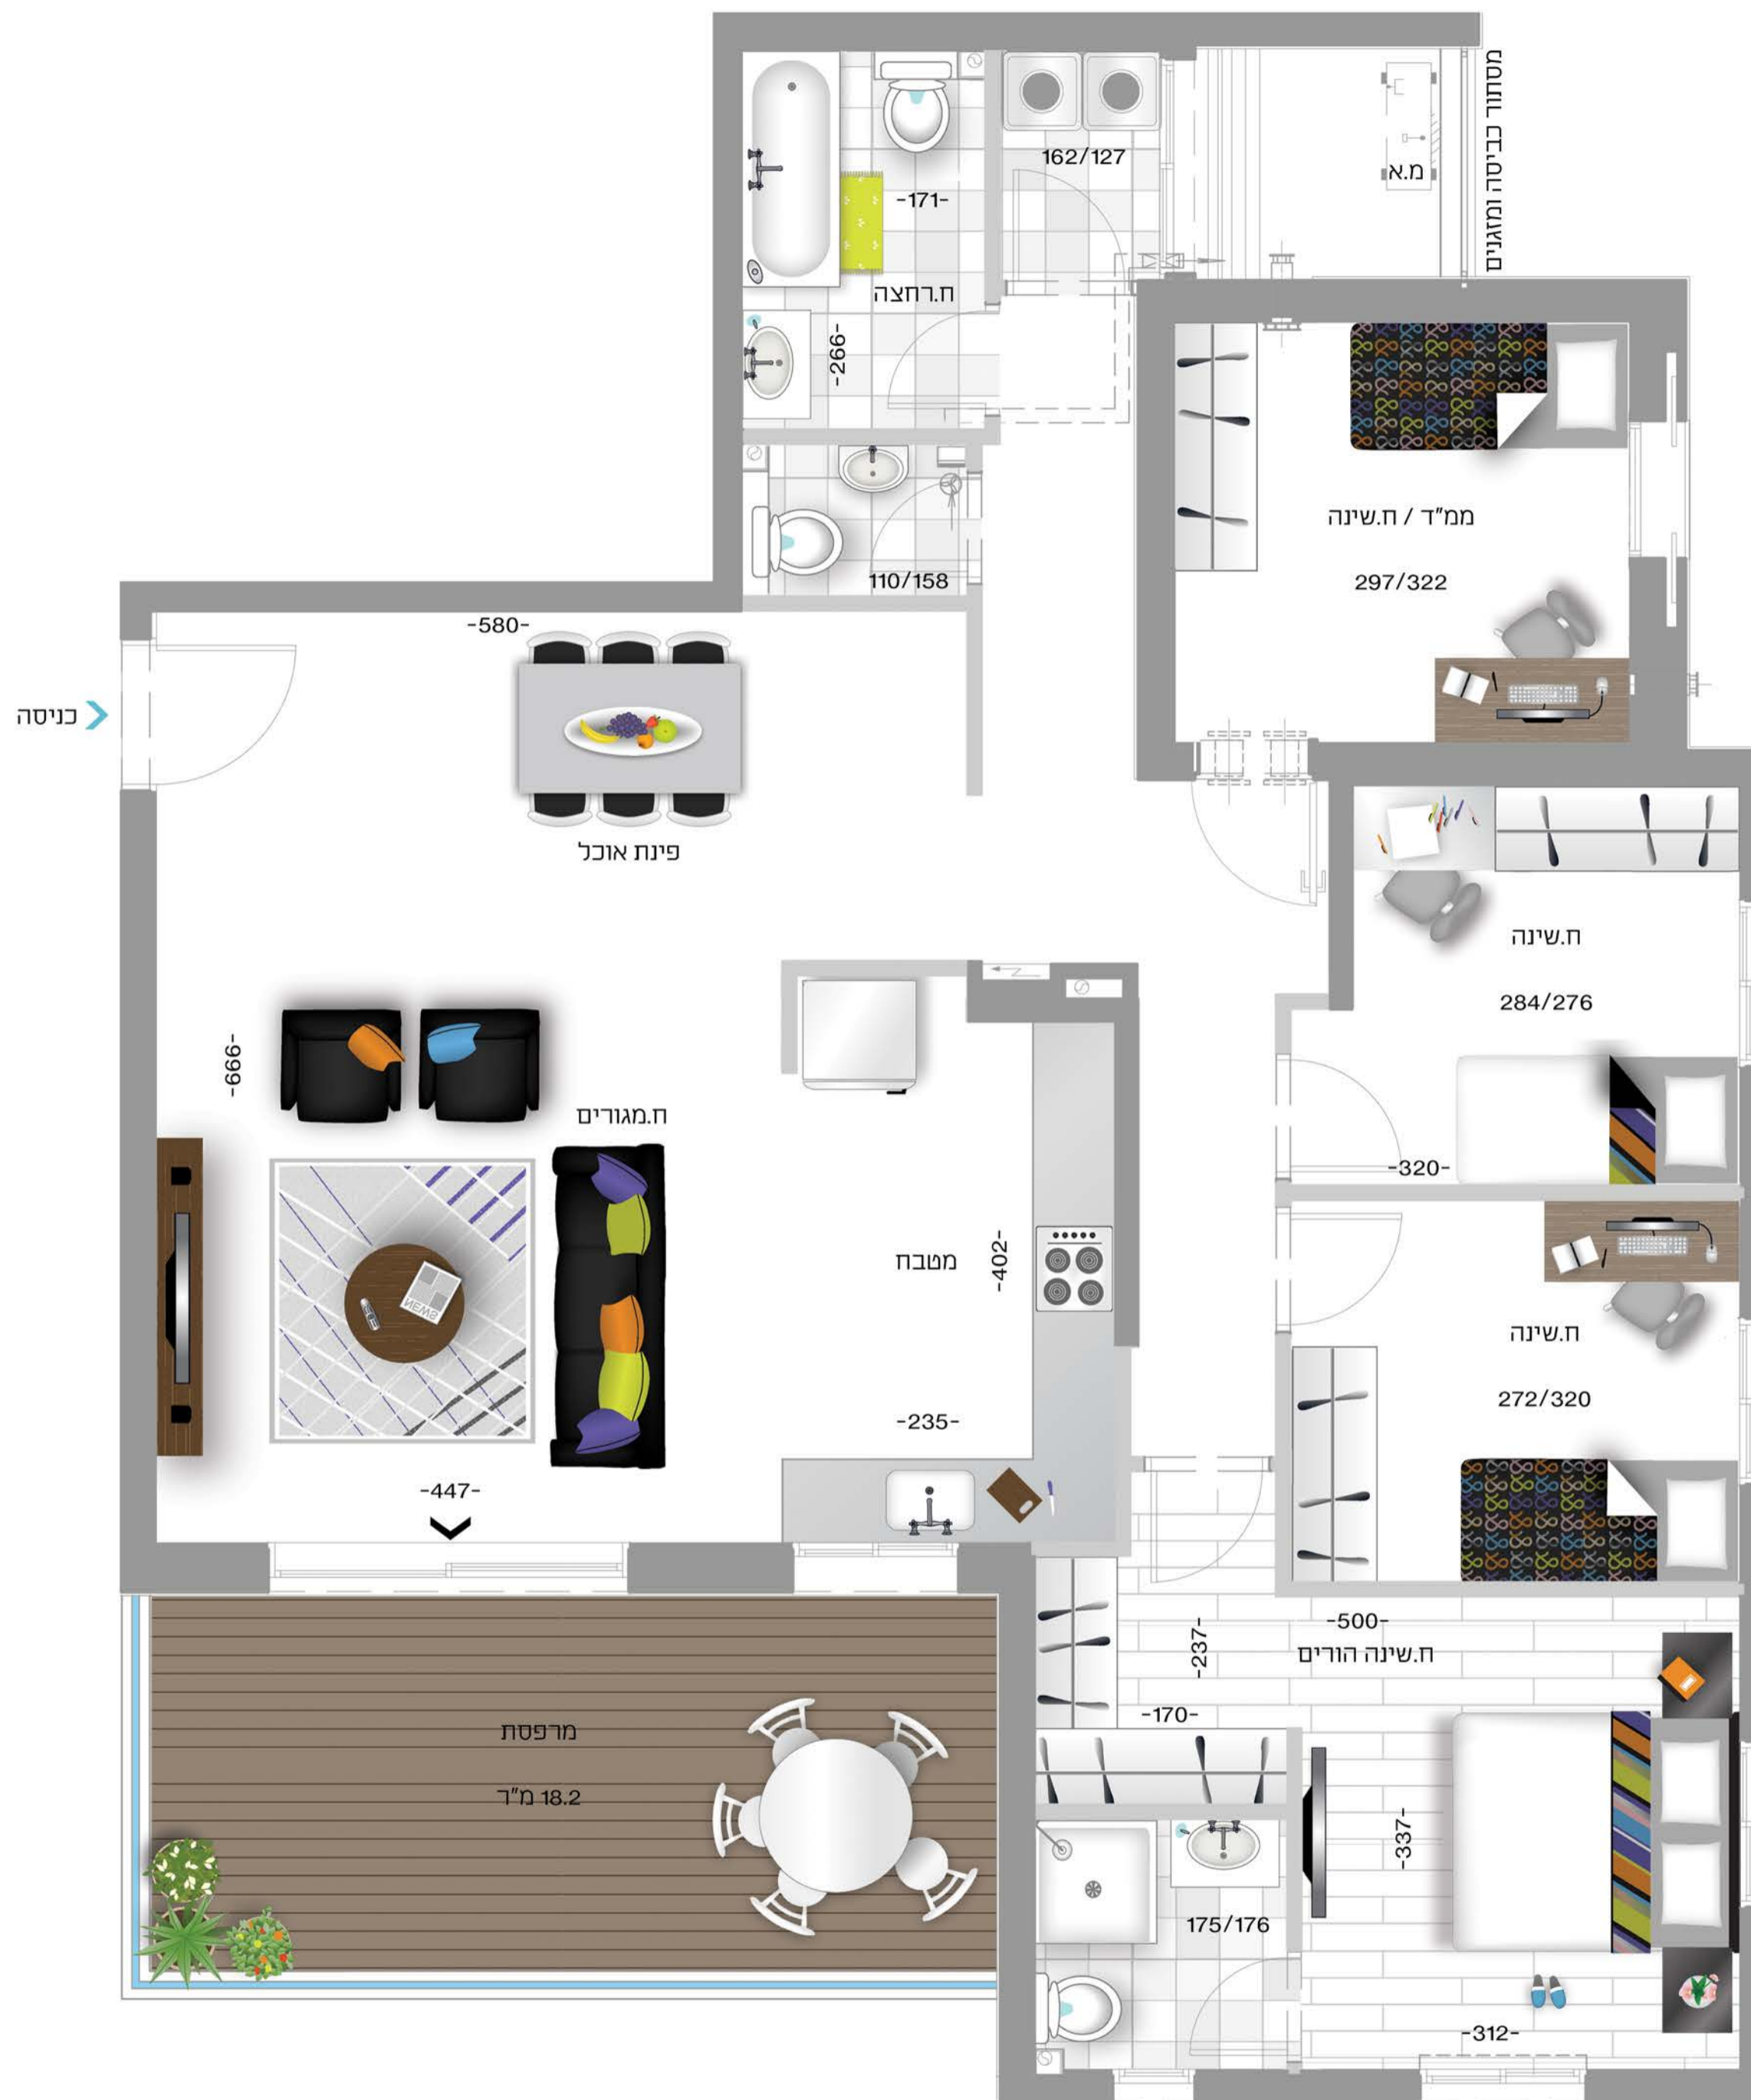 מסתור כביסה ומזגנים
מ.א
162/127
-171-
ח.רחצה
-266-
110/158
ממ"ד / ח.שינה
297/322
-580-
כניסה
פינת אוכל
ח.שינה
284/276
-320-
-666-
ח.מגורים
מטבח
-402-
-235-
-447-
NEWS
ח.שינה
272/320
-500-
ח.שינה הורים
-237-
-170-
מרפסת
18.2 מ"ר
-337-
175/176
-312-